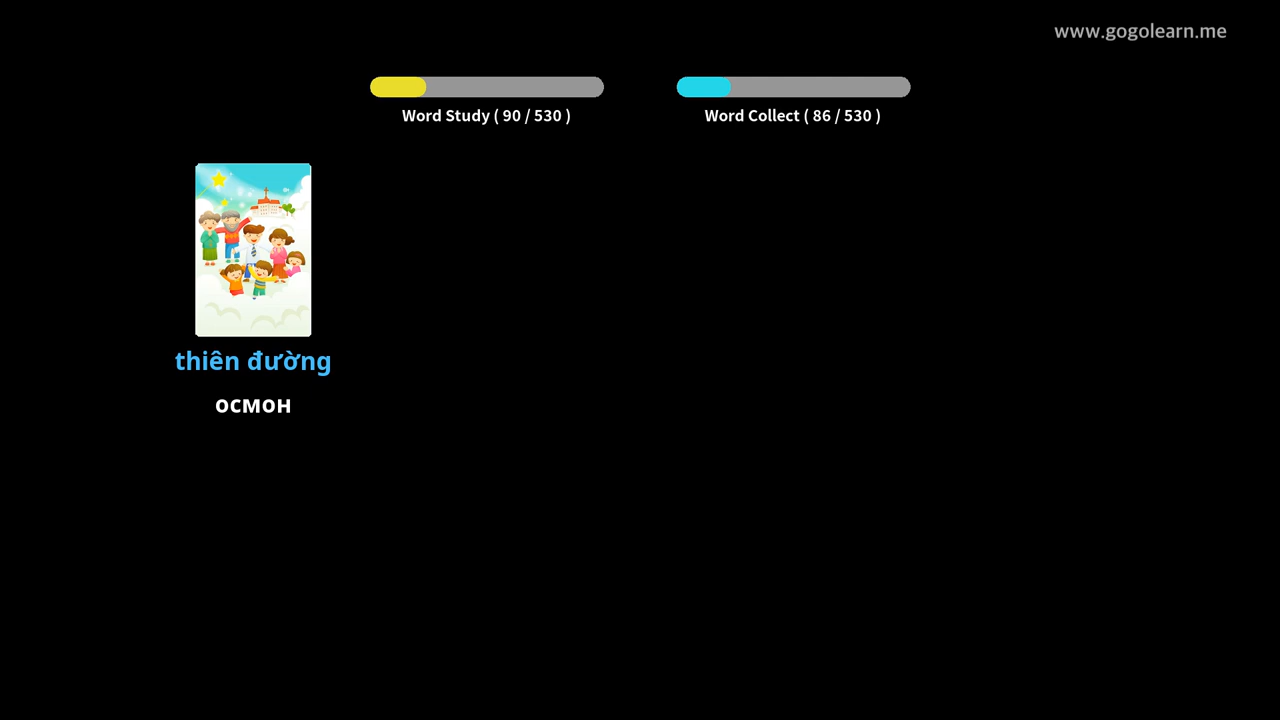 www.gogolearn.me
Word Study ( 90 / 530 )
Word Collect ( 86 / 530 )
thiên đường
осмон